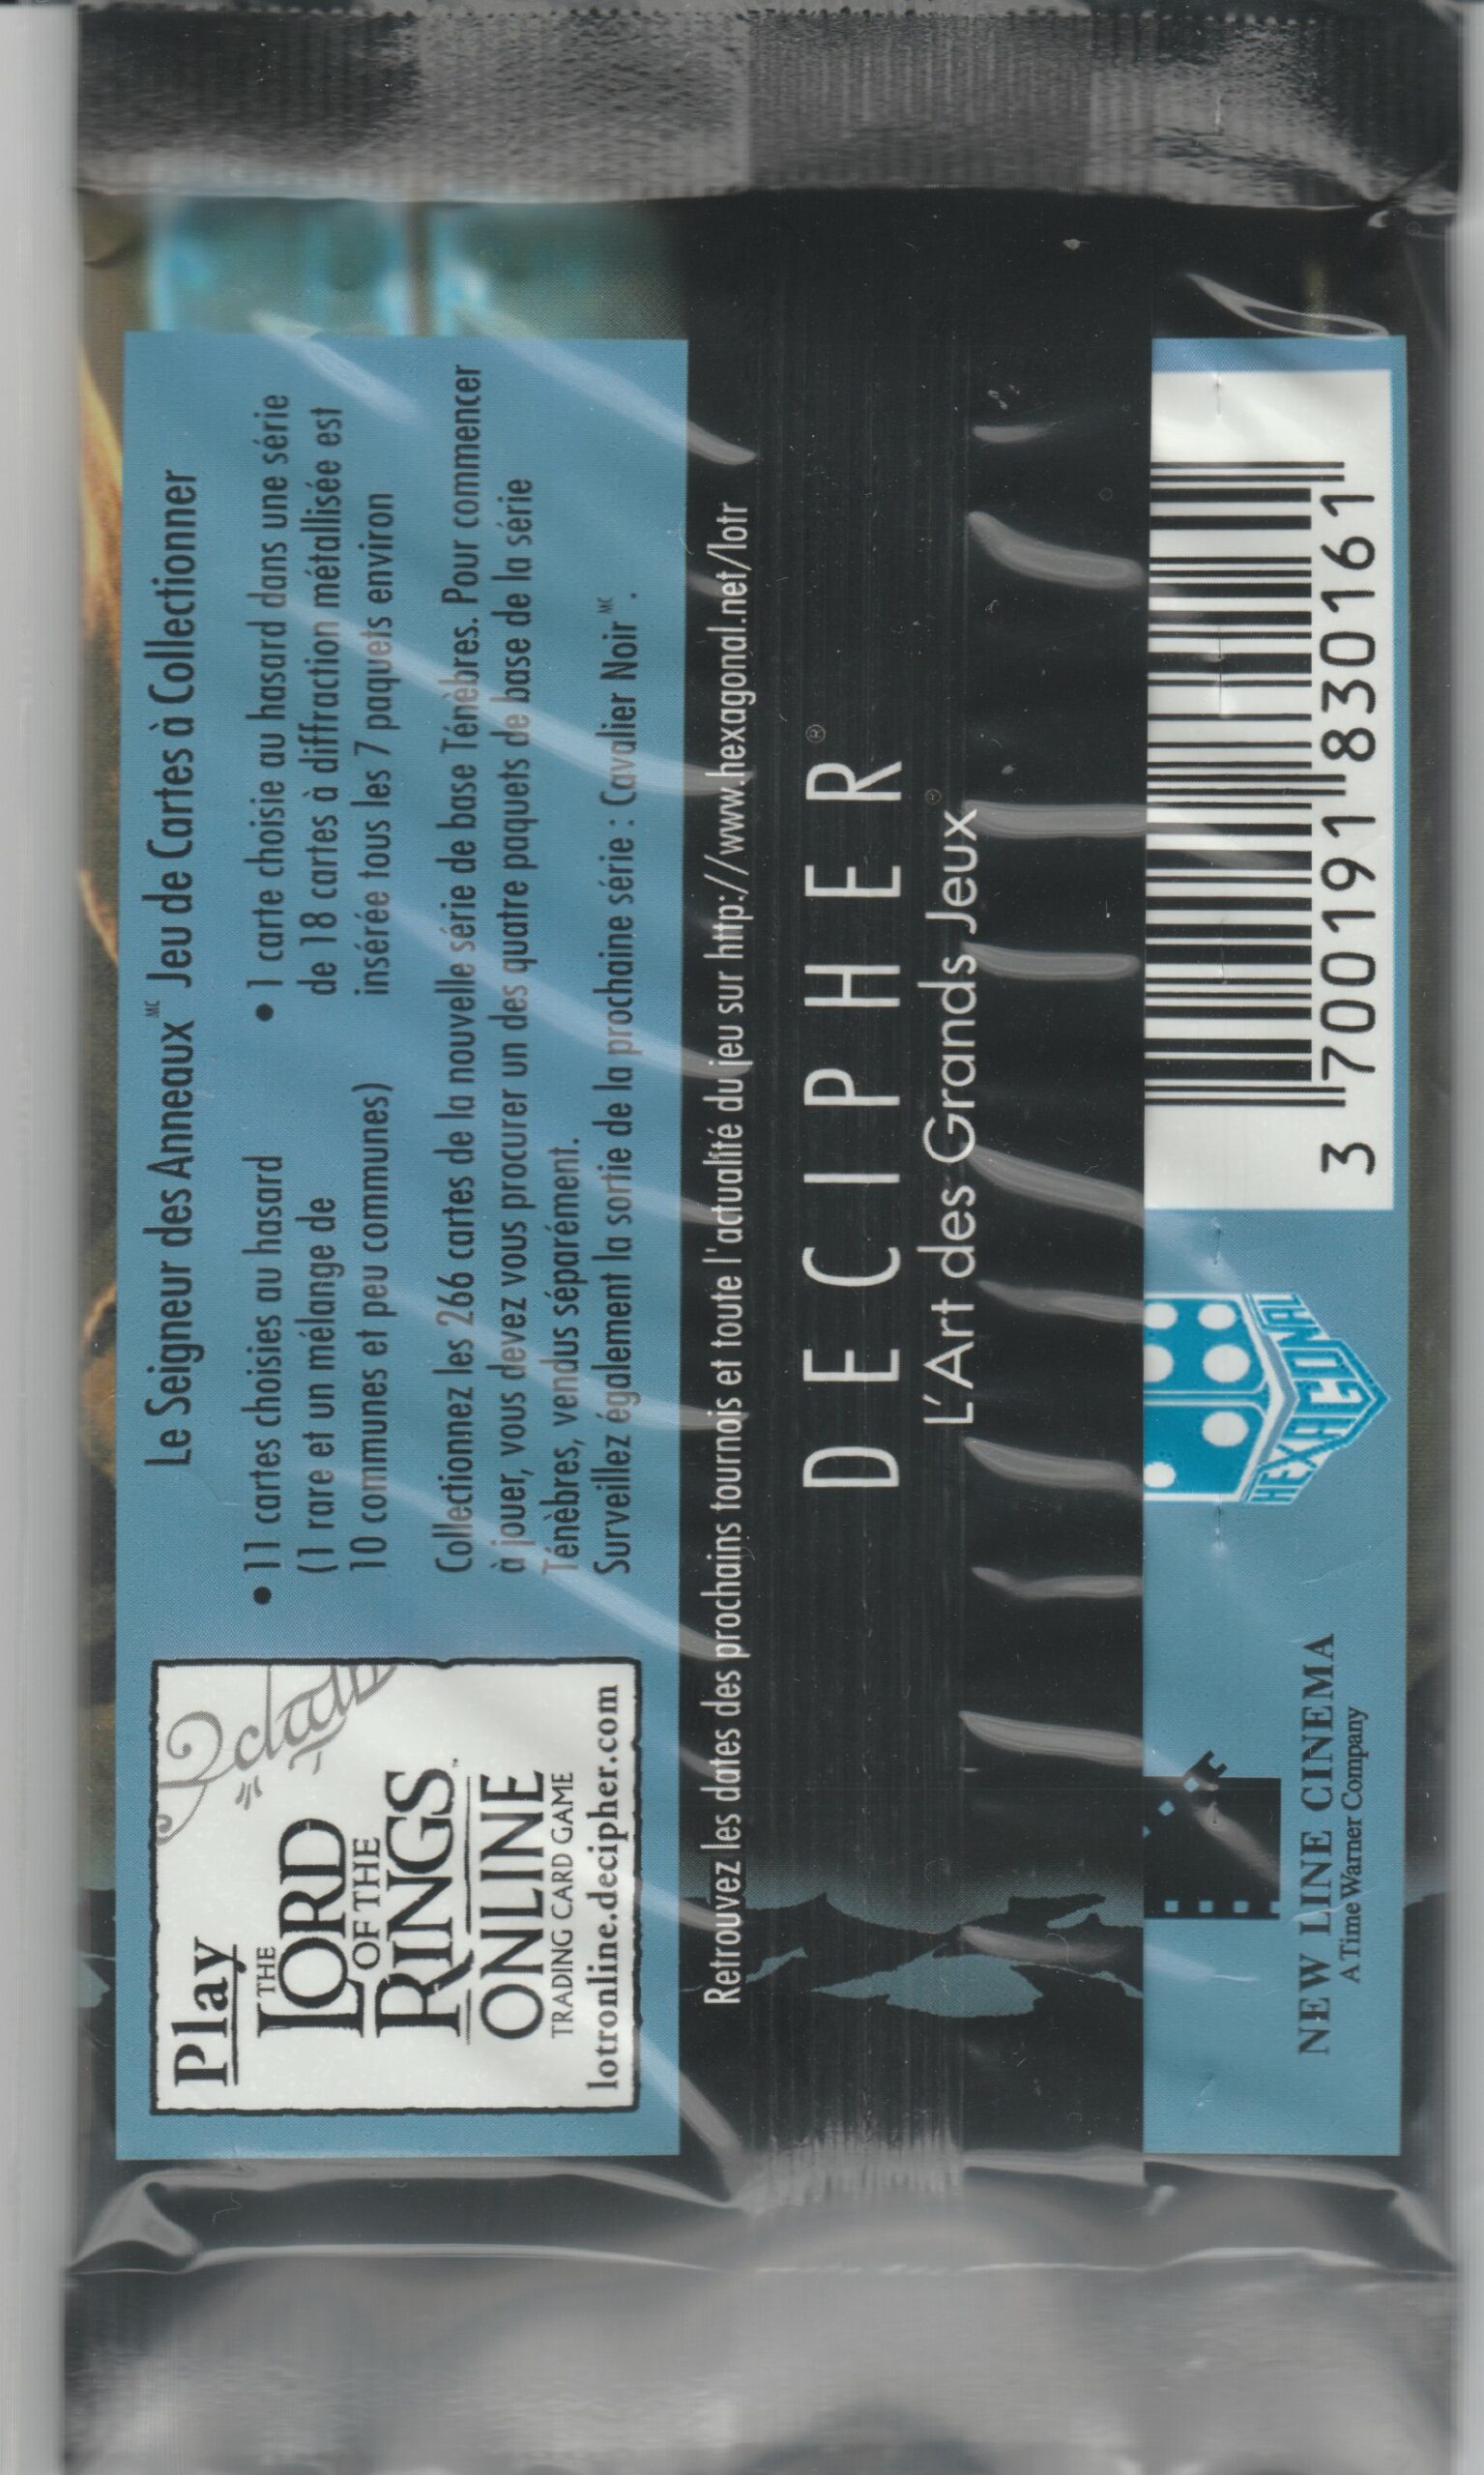 Le Seigneur des Anneaux MC Jeu de Cartes à Collectionner
• 11 cartes choisies au hasard
(1 rare et un mélange de
10 communes et peu communes)
• 1 carte choisie au hasard dans une série
de 18 cartes à diffraction métallisée est
insérée tous les 7 paquets environ
Collectionnez les 266 cartes de la nouvelle série de base Ténèbres. Pour commencer
à jouer, vous devez vous procurer un des quatre paquets de base de la série
Ténèbres, vendus séparément.
Surveillez également la sortie de la prochaine série : Cavalier Noir MC.
Play
THE
LORD
OF THE
RINGS™
ONLINE
TRADING CARD GAME
lotronline.decipher.com
Retrouvez les dates des prochains tournois et toute l'actualité du jeu sur http://www.hexagonal.net/lotr
DECIPHER®
L'Art des Grands Jeux®
NEW LINE CINEMA
A Time Warner Company
HEXAGONAL
3 700191 830161